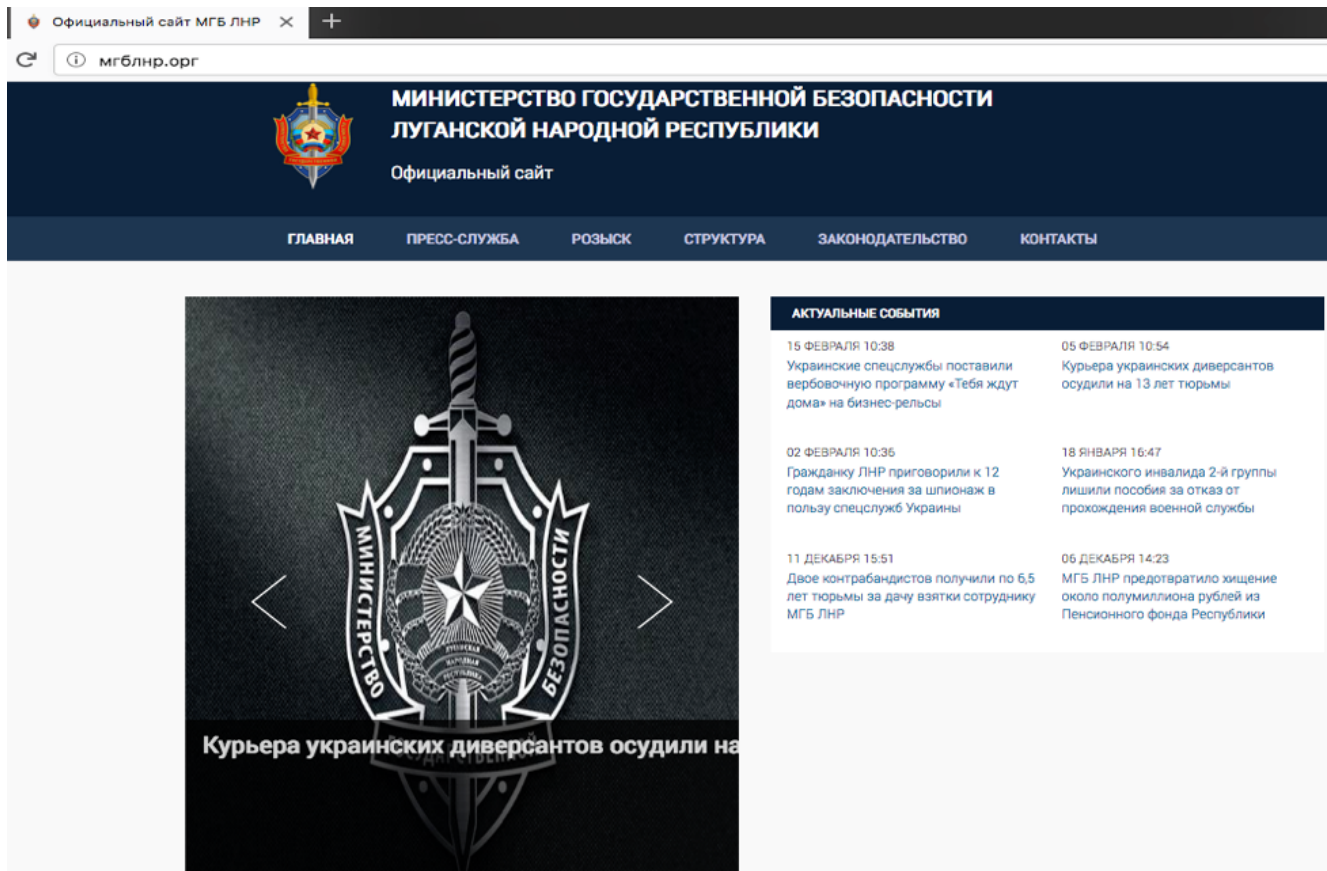 Официальный сайт МГБ ЛНР
мгблнр.орг
МИНИСТЕРСТВО ГОСУДАРСТВЕННОЙ БЕЗОПАСНОСТИ
ЛУГАНСКОЙ НАРОДНОЙ РЕСПУБЛИКИ
Официальный сайт
ГЛАВНАЯ ПРЕСС-СЛУЖБА РОЗЫСК СТРУКТУРА ЗАКОНОДАТЕЛЬСТВО КОНТАКТЫ
МИНИСТЕРСТВО
БЕЗОПАСНОСТИ
ГОСУДАРСТВЕННОЙ
ЛУГАНСКАЯ
НАРОДНАЯ
РЕСПУБЛИКА
Курьера украинских диверсантов осудили на
АКТУАЛЬНЫЕ СОБЫТИЯ
15 ФЕВРАЛЯ 10:38
Украинские спецслужбы поставили
вербовочную программу «Тебя ждут
дома» на бизнес-рельсы
05 ФЕВРАЛЯ 10:54
Курьера украинских диверсантов
осудили на 13 лет тюрьмы
02 ФЕВРАЛЯ 10:36
Гражданку ЛНР приговорили к 12
годам заключения за шпионаж в
пользу спецслужб Украины
18 ЯНВАРЯ 16:47
Украинского инвалида 2-й группы
лишили пособия за отказ от
прохождения военной службы
11 ДЕКАБРЯ 15:51
Двое контрабандистов получили по 6,5
лет тюрьмы за дачу взятки сотруднику
МГБ ЛНР
06 ДЕКАБРЯ 14:23
МГБ ЛНР предотвратило хищение
около полумиллиона рублей из
Пенсионного фонда Республики